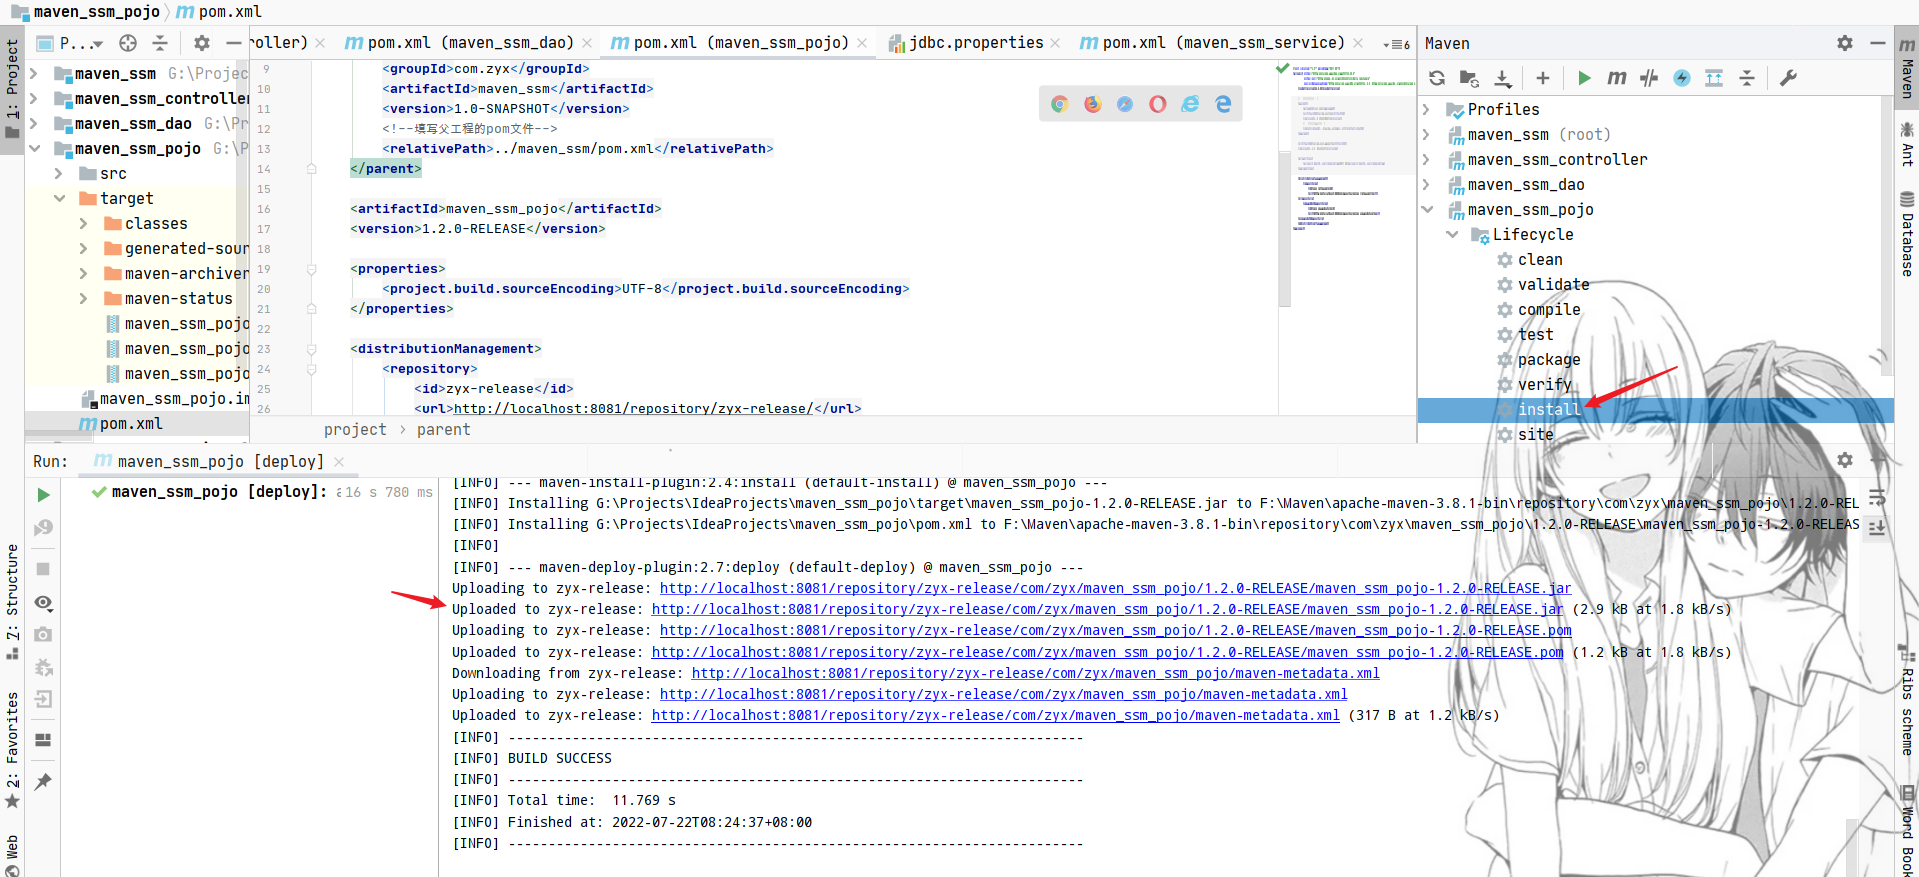 maven_ssm_pojo
pom.xml
P...
roller)
pom.xml (maven_ssm_dao)
pom.xml (maven_ssm_pojo)
jdbc.properties
pom.xml (maven_ssm_service)
6
Maven
1: Project
maven_ssm G:\Projec
maven_ssm_controller
maven_ssm_dao G:\Pr
maven_ssm_pojo G:\P
src
target
classes
generated-sour
maven-archiver
maven-status
maven_ssm_pojo
maven_ssm_pojo
maven_ssm_pojo
maven_ssm_pojo.im
pom.xml
9 <groupId>com.zyx</groupId>
10 <artifactId>maven_ssm</artifactId>
11 <version>1.0-SNAPSHOT</version>
12 <!--填写父工程的pom文件-->
13 <relativePath>../maven_ssm/pom.xml</relativePath>
14 </parent>
15
16 <artifactId>maven_ssm_pojo</artifactId>
17 <version>1.2.0-RELEASE</version>
18
19 <properties>
20 <project.build.sourceEncoding>UTF-8</project.build.sourceEncoding>
21 </properties>
22
23 <distributionManagement>
24 <repository>
25 <id>zyx-release</id>
26 <url>http://localhost:8081/repository/zyx-release/</url>
project > parent
Profiles
maven_ssm (root)
maven_ssm_controller
maven_ssm_dao
maven_ssm_pojo
Lifecycle
clean
validate
compile
test
package
verify
install
site
Maven
Ant
Database
Ribs scheme
Word Book
Run: maven_ssm_pojo [deploy]
maven_ssm_pojo [deploy]: 16 s 780 ms
7: Structure
2: Favorites
Web
[INFO] --- maven-install-plugin:2.4:install (default-install) @ maven_ssm_pojo ---
[INFO] Installing G:\Projects\IdeaProjects\maven_ssm_pojo\target\maven_ssm_pojo-1.2.0-RELEASE.jar to F:\Maven\apache-maven-3.8.1-bin\repository\com\zyx\maven_ssm_pojo\1.2.0-REL
[INFO] Installing G:\Projects\IdeaProjects\maven_ssm_pojo\pom.xml to F:\Maven\apache-maven-3.8.1-bin\repository\com\zyx\maven_ssm_pojo\1.2.0-RELEASE\maven_ssm_pojo-1.2.0-RELEAS
[INFO]
[INFO] --- maven-deploy-plugin:2.7:deploy (default-deploy) @ maven_ssm_pojo ---
Uploading to zyx-release: http://localhost:8081/repository/zyx-release/com/zyx/maven_ssm_pojo/1.2.0-RELEASE/maven_ssm_pojo-1.2.0-RELEASE.jar
Uploaded to zyx-release: http://localhost:8081/repository/zyx-release/com/zyx/maven_ssm_pojo/1.2.0-RELEASE/maven_ssm_pojo-1.2.0-RELEASE.jar (2.9 kB at 1.8 kB/s)
Uploading to zyx-release: http://localhost:8081/repository/zyx-release/com/zyx/maven_ssm_pojo/1.2.0-RELEASE/maven_ssm_pojo-1.2.0-RELEASE.pom
Uploaded to zyx-release: http://localhost:8081/repository/zyx-release/com/zyx/maven_ssm_pojo/1.2.0-RELEASE/maven_ssm_pojo-1.2.0-RELEASE.pom (1.2 kB at 1.8 kB/s)
Downloading from zyx-release: http://localhost:8081/repository/zyx-release/com/zyx/maven_ssm_pojo/maven-metadata.xml
Uploading to zyx-release: http://localhost:8081/repository/zyx-release/com/zyx/maven_ssm_pojo/maven-metadata.xml
Uploaded to zyx-release: http://localhost:8081/repository/zyx-release/com/zyx/maven_ssm_pojo/maven-metadata.xml (317 B at 1.2 kB/s)
[INFO] ------------------------------------------------------------------------
[INFO] BUILD SUCCESS
[INFO] ------------------------------------------------------------------------
[INFO] Total time:  11.769 s
[INFO] Finished at: 2022-07-22T08:24:37+08:00
[INFO] ------------------------------------------------------------------------